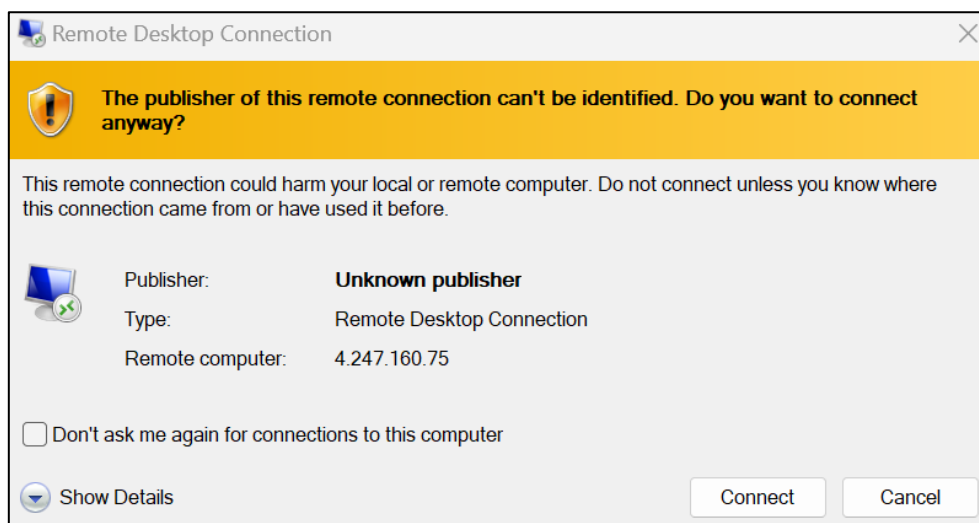 Remote Desktop Connection
The publisher of this remote connection can't be identified. Do you want to connect
anyway?
This remote connection could harm your local or remote computer. Do not connect unless you know where
this connection came from or have used it before.
Publisher: Unknown publisher
Type: Remote Desktop Connection
Remote computer: 4.247.160.75
Don't ask me again for connections to this computer
Show Details Connect Cancel